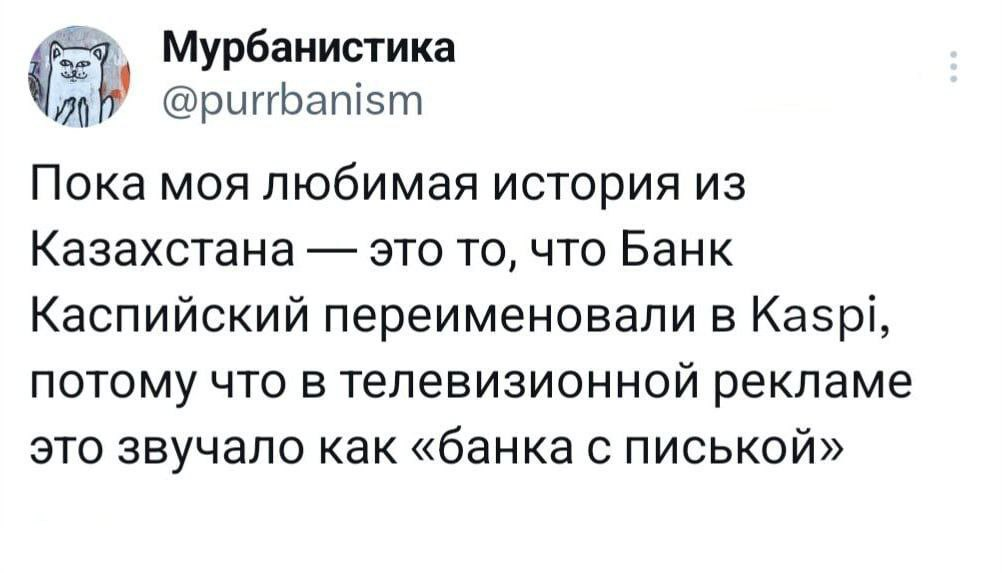 Мурбанистика
@purrbanism
Пока моя любимая история из
Казахстана — это то, что Банк
Каспийский переименовали в Kaspi,
потому что в телевизионной рекламе
это звучало как «банка с писькой»